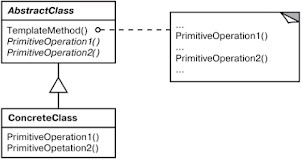 AbstractClass
TemplateMethod()
PrimitiveOperation1()
PrimitiveOperation2()
...
PrimitiveOperation1()
...
PrimitiveOperation2()
...
ConcreteClass
PrimitiveOperation1()
PrimitiveOpetation2()